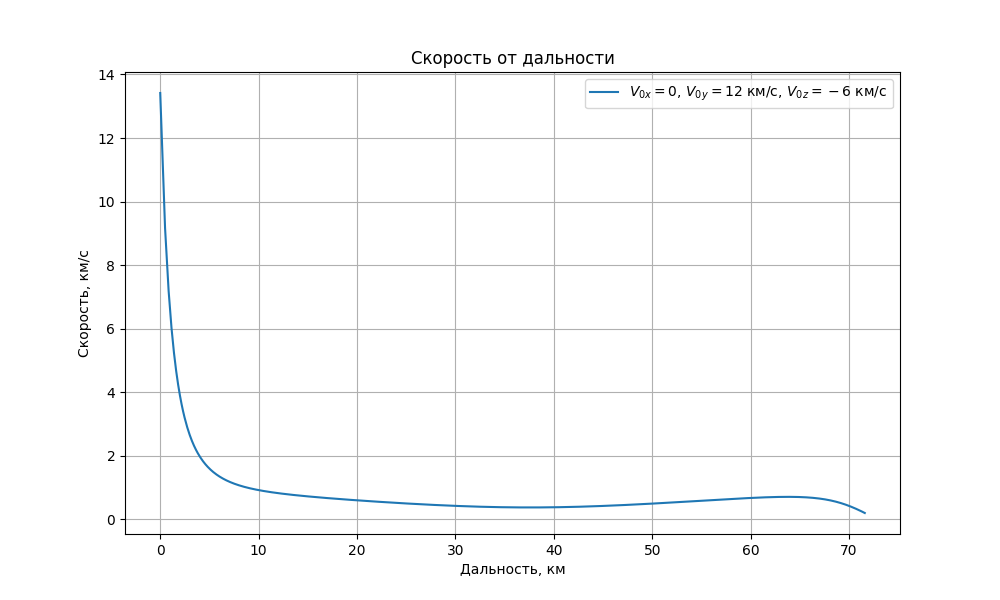 Скорость от дальности
V₀ₓ = 0, V₀ᵧ = 12 км/с, V₀z = − 6 км/с
Скорость, км/с
14
12
10
8
6
4
2
0
0 10 20 30 40 50 60 70
Дальность, км